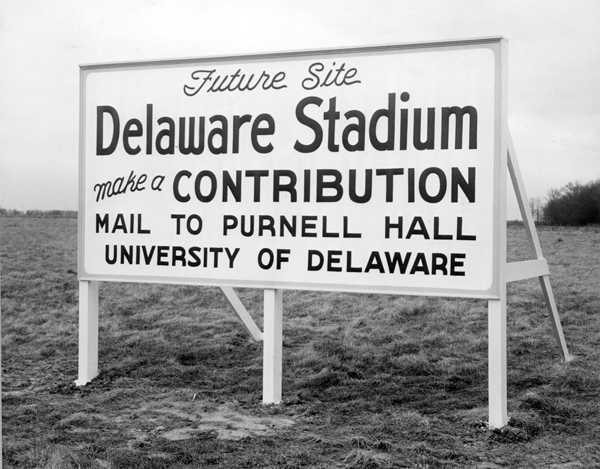 Future Site
Delaware Stadium
make a CONTRIBUTION
MAIL TO PURNELL HALL
UNIVERSITY OF DELAWARE